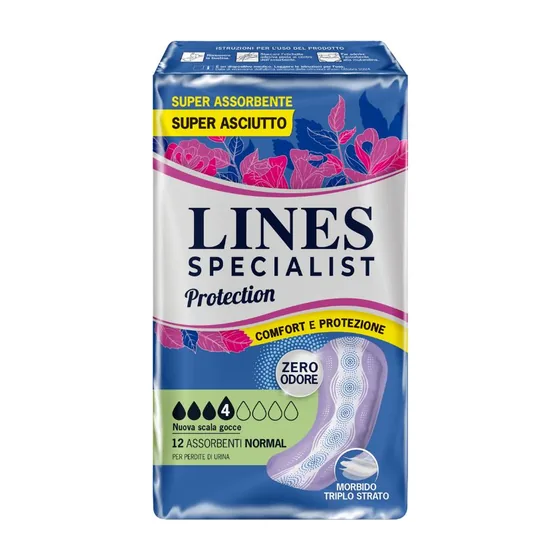 ISTRUZIONI PER L'USO DEL PRODOTTO
SUPER ASSORBENTE
SUPER ASCIUTTO
LINES
SPECIALIST
Protection
COMFORT E PROTEZIONE
ZERO
ODORE
4
Nuova scala gocce
12 ASSORBENTI NORMAL
PER PERDITE DI URINA
MORBIDO
TRIPLO STRATO